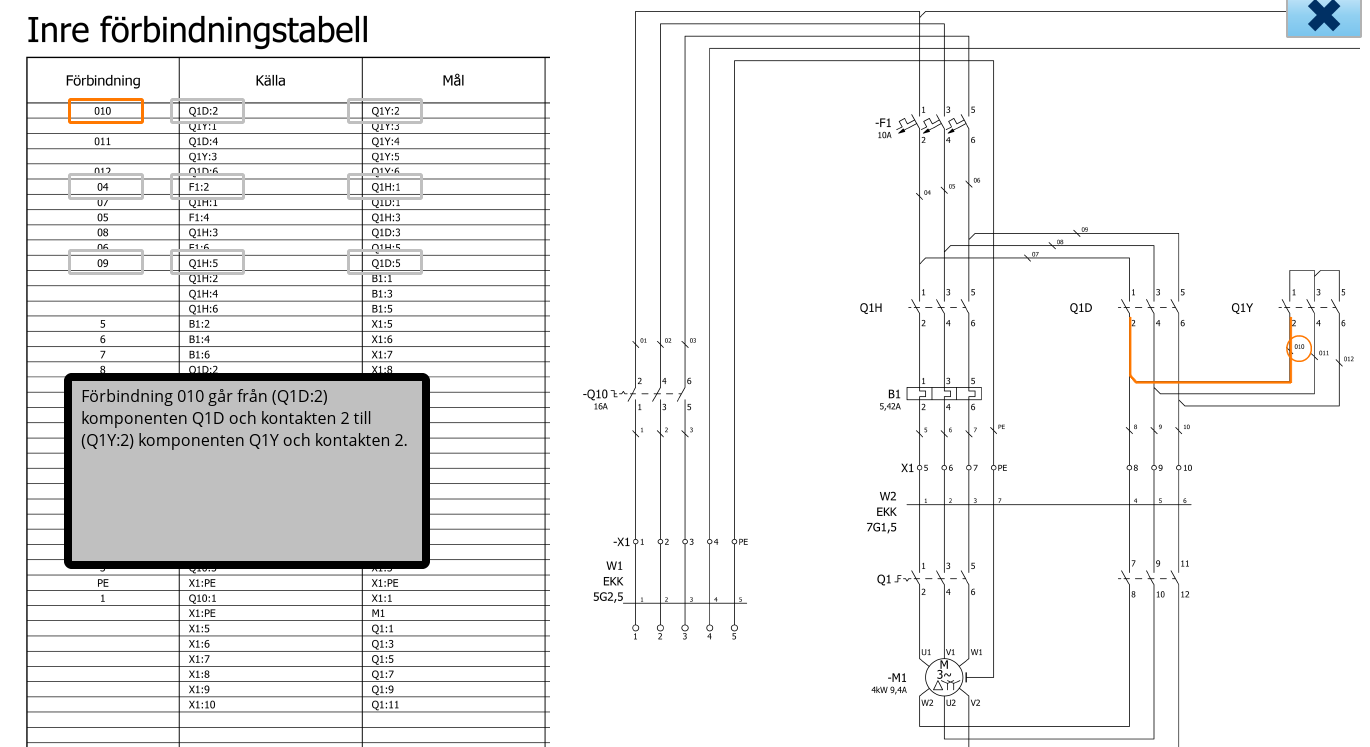 Inre förbindningstabell
Förbindning Källa Mål
010 Q1D:2 Q1Y:2
Q1Y:1 Q1Y:3
011 Q1D:4 Q1Y:4
Q1Y:3 Q1Y:5
012 Q1D:6 Q1Y:6
04 F1:2 Q1H:1
07 Q1H:1 Q1D:1
05 F1:4 Q1H:3
08 Q1H:3 Q1D:3
06 F1:6 Q1H:5
09 Q1H:5 Q1D:5
Q1H:2 B1:1
Q1H:4 B1:3
Q1H:6 B1:5
5 B1:2 X1:5
6 B1:4 X1:6
7 B1:6 X1:7
8 Q1D:2 X1:8
Förbindning 010 går från (Q1D:2)
komponenten Q1D och kontakten 2 till
(Q1Y:2) komponenten Q1Y och kontakten 2.
PE X1:PE X1:PE
1 Q10:1 X1:1
X1:PE M1
X1:5 Q1:1
X1:6 Q1:3
X1:7 Q1:5
X1:8 Q1:7
X1:9 Q1:9
X1:10 Q1:11
1 3 5
-F1
10A
2 4 6
04 05 06
09
08
07
1 3 5 1 3 5 1 3 5
Q1H Q1D Q1Y
2 4 6 2 4 6 2 4 6
01 02 03
010 011 012
2 4 6
-Q10
16A
1 3 5
1 2 3
1 3 5
B1
5,42A
2 4 6
5 6 7 PE 8 9 10
X1 5 6 7 PE 8 9 10
W2
EKK
7G1,5
1 2 3 7 4 5 6
-X1 1 2 3 4 PE
W1
EKK
5G2,5
1 2 3 4 5
1 2 3 4 5
1 3 5 7 9 11
Q1
2 4 6 8 10 12
U1 V1 W1
M
3~
-M1
4kW 9,4A
W2 U2 V2